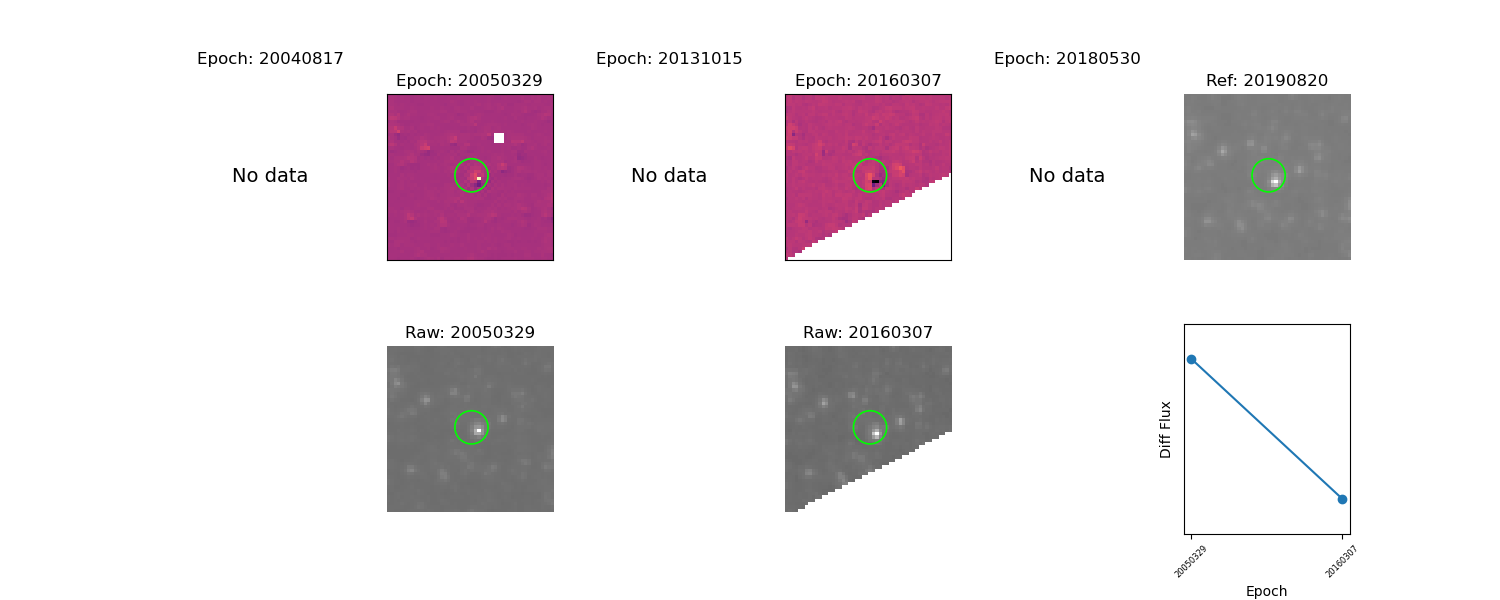 Epoch: 20040817
Epoch: 20050329
Epoch: 20131015
Epoch: 20160307
Epoch: 20180530
Ref: 20190820
No data
No data
No data
Raw: 20050329
Raw: 20160307
Diff Flux
20050329
20160307
Epoch